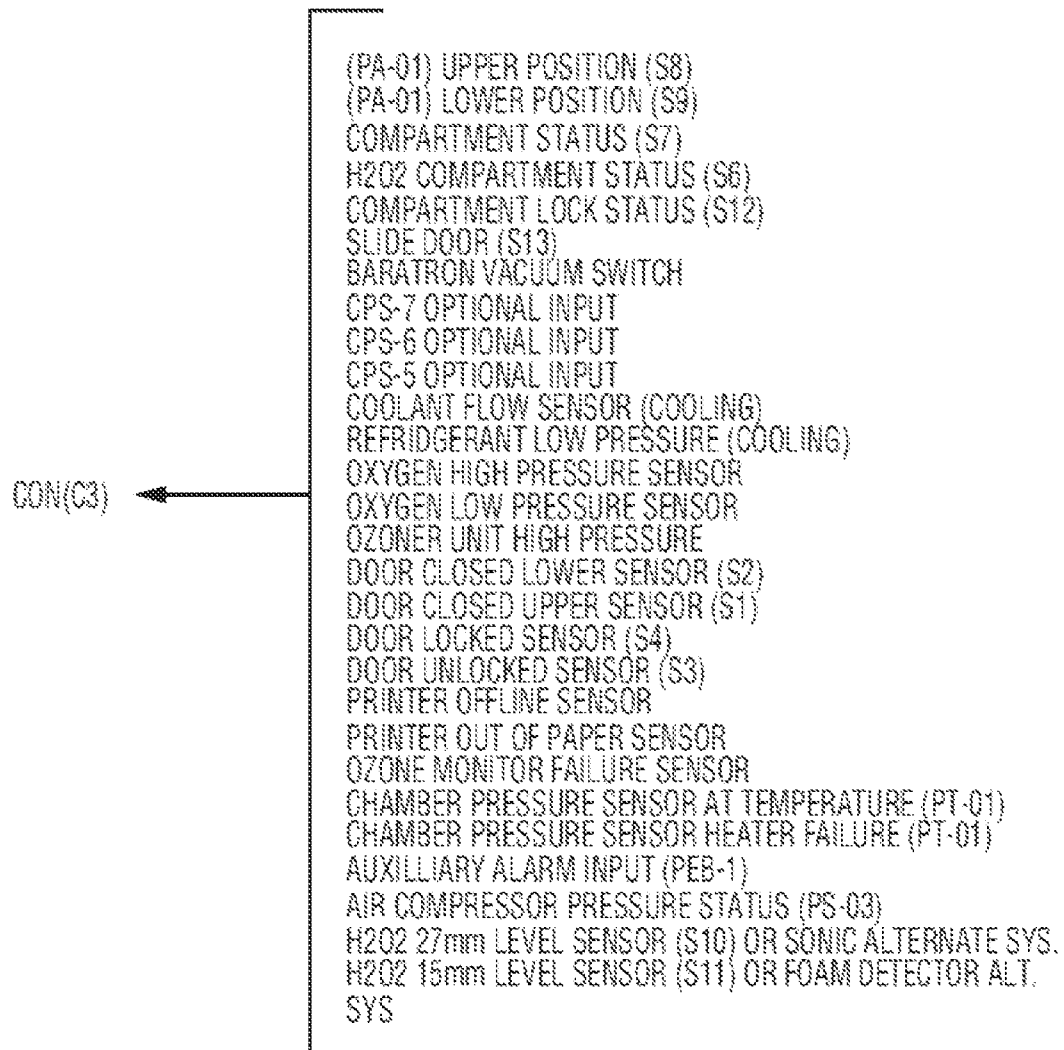 (PA-01) UPPER POSITION (S8)
(PA-01) LOWER POSITION (S9)
COMPARTMENT STATUS (S7)
H2O2 COMPARTMENT STATUS (S6)
COMPARTMENT LOCK STATUS (S12)
SLIDE DOOR (S13)
BARATRON VACUUM SWITCH
CPS-7 OPTIONAL INPUT
CPS-6 OPTIONAL INPUT
CPS-5 OPTIONAL INPUT
COOLANT FLOW SENSOR (COOLING)
REFRIDGERANT LOW PRESSURE (COOLING)
OXYGEN HIGH PRESSURE SENSOR
CON(C3)
OXYGEN LOW PRESSURE SENSOR
OZONER UNIT HIGH PRESSURE
DOOR CLOSED LOWER SENSOR (S2)
DOOR CLOSED UPPER SENSOR (S1)
DOOR LOCKED SENSOR (S4)
DOOR UNLOCKED SENSOR (S3)
PRINTER OFFLINE SENSOR
PRINTER OUT OF PAPER SENSOR
OZONE MONITOR FAILURE SENSOR
CHAMBER PRESSURE SENSOR AT TEMPERATURE (PT-01)
CHAMBER PRESSURE SENSOR HEATER FAILURE (PT-01)
AUXILLIARY ALARM INPUT (PEB-1)
AIR COMPRESSOR PRESSURE STATUS (PS-03)
H2O2 27mm LEVEL SENSOR (S10) OR SONIC ALTERNATE SYS.
H2O2 15mm LEVEL SENSOR (S11) OR FOAM DETECTOR ALT.
SYS